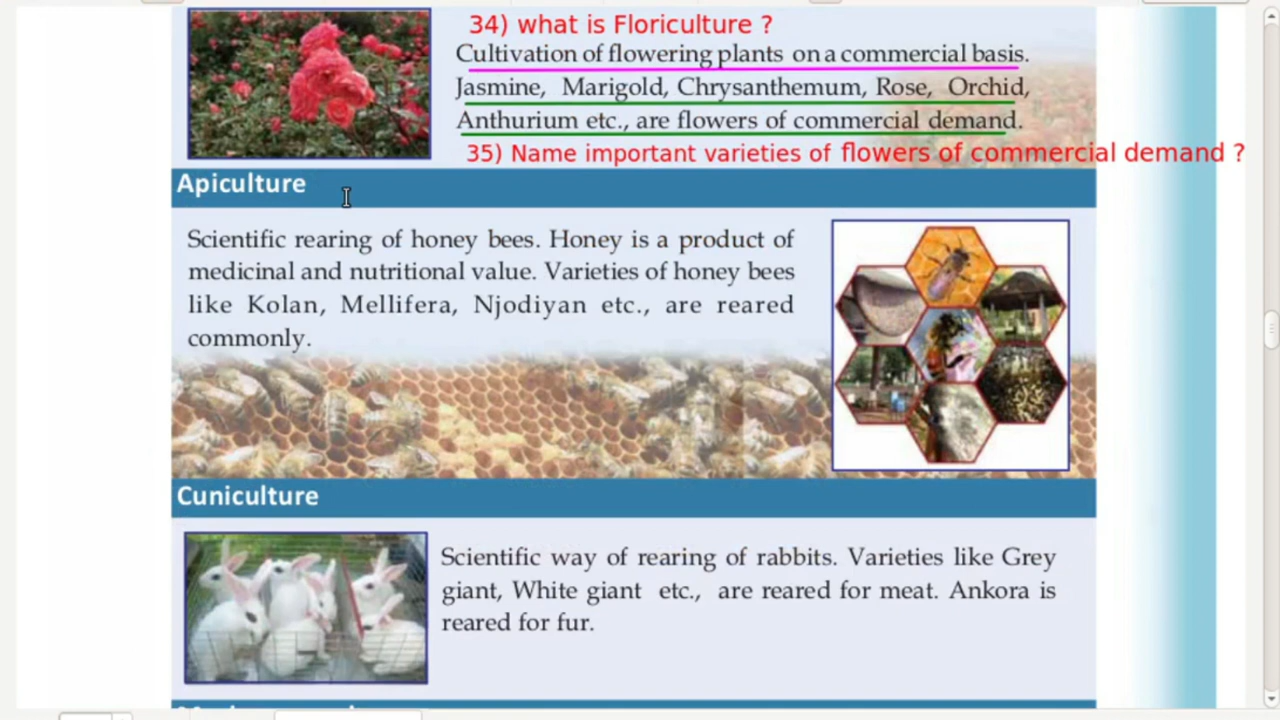 34) what is Floriculture ?
Cultivation of flowering plants on a commercial basis.
Jasmine, Marigold, Chrysanthemum, Rose, Orchid,
Anthurium etc., are flowers of commercial demand.
35) Name important varieties of flowers of commercial demand ?
Apiculture
Scientific rearing of honey bees. Honey is a product of
medicinal and nutritional value. Varieties of honey bees
like Kolan, Mellifera, Njodiyan etc., are reared
commonly.
Cuniculture
Scientific way of rearing of rabbits. Varieties like Grey
giant, White giant etc., are reared for meat. Ankora is
reared for fur.